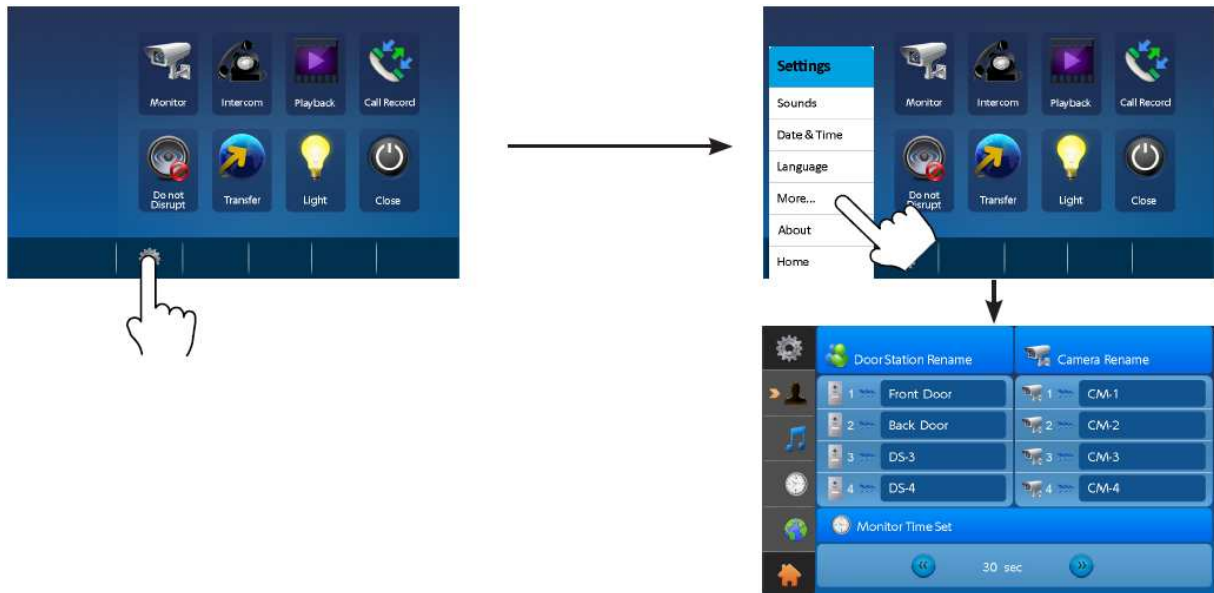 Monitor Intercom Playback Call Record
Do not
Disrupt Transfer Light Close
Settings
Sounds
Date & Time
Language
More...
About
Home
Monitor Intercom Playback Call Record
Do not
Disrupt Transfer Light Close
Door Station Rename Camera Rename
1 Front Door 1 CM-1
2 Back Door 2 CM-2
3 DS-3 3 CM-3
4 DS-4 4 CM-4
Monitor Time Set
30 sec